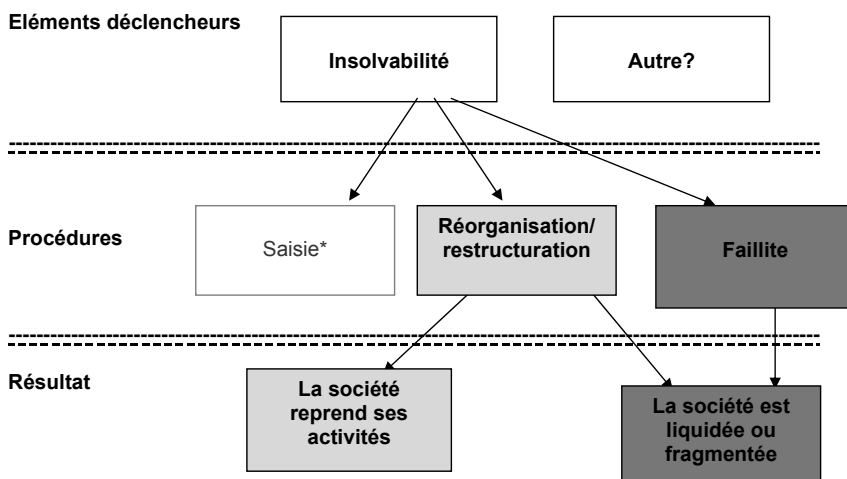 Eléments déclencheurs
Insolvabilité
Autre?
Procédures
Saisie*
Réorganisation/
restructuration
Faillite
Résultat
La société
reprend ses
activités
La société est
liquidée ou
fragmentée